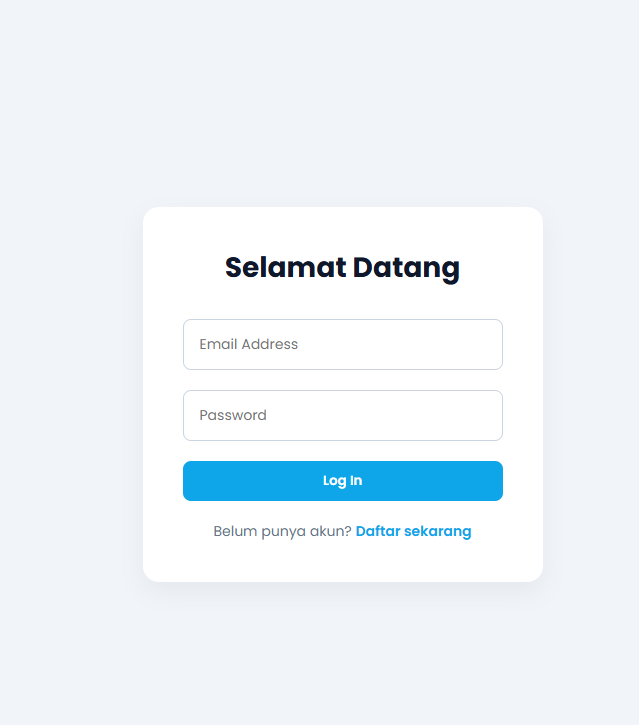 Selamat Datang
Email Address
Password
Log In
Belum punya akun? Daftar sekarang